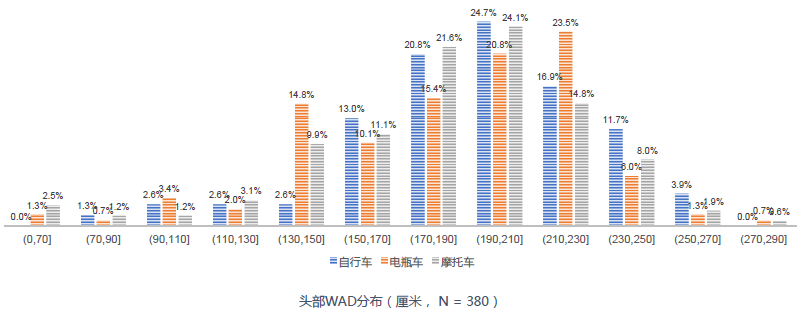 24.7% 24.1%
23.5%
20.8% 21.6% 20.8%
16.9%
14.8% 15.4% 14.8%
13.0%
11.7%
9.9% 10.1% 11.1%
8.0%
6.0%
0.0% 1.3% 2.5% 1.3% 0.7% 1.2% 2.6% 3.4% 1.2% 2.6% 2.0% 3.1% 2.6% 3.9% 1.3% 1.9% 0.0% 0.7% 0.6%
(0,70] (70,90] (90,110] (110,130] (130,150] (150,170] (170,190] (190,210] (210,230] (230,250] (250,270] (270,290]
自行车 电瓶车 摩托车
头部WAD分布（厘米， N = 380）